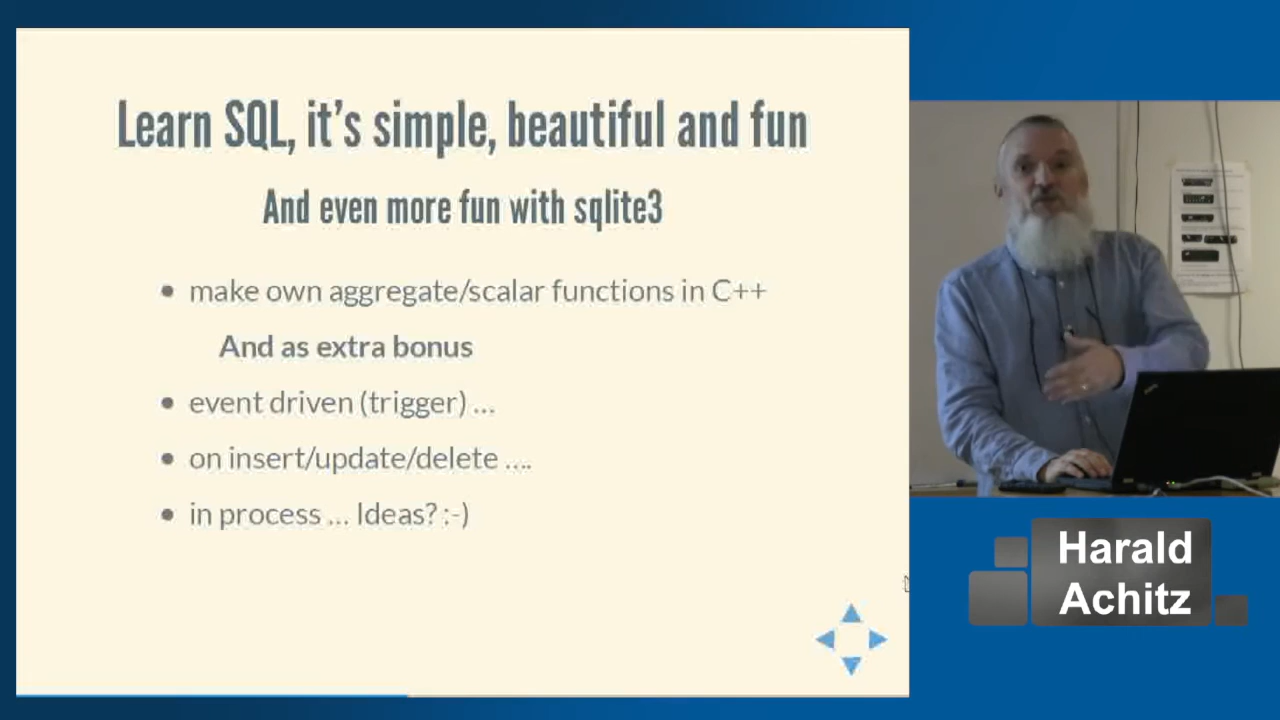 Learn SQL, it's simple, beautiful and fun
And even more fun with sqlite3
• make own aggregate/scalar functions in C++
And as extra bonus
• event driven (trigger) ...
• on insert/update/delete ....
• in process ... Ideas? :-)
Harald
Achitz